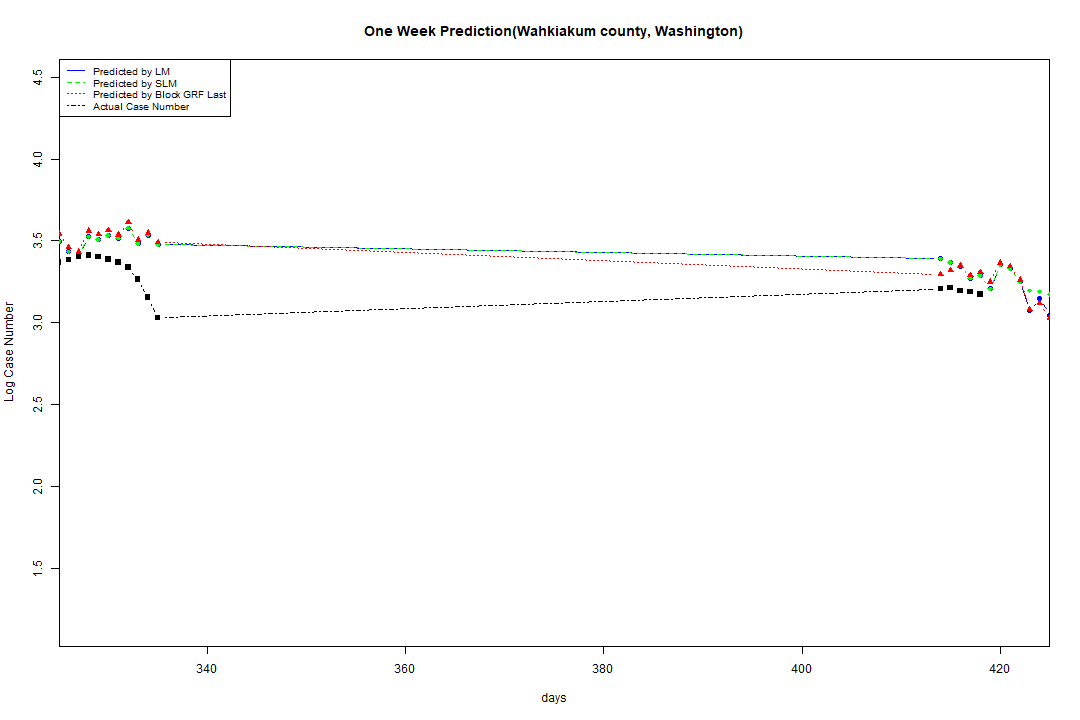 One Week Prediction(Wahkiakum county, Washington)
Predicted by LM
Predicted by SLM
Predicted by Block GRF Last
Actual Case Number
4.5
4.0
3.5
3.0
2.5
2.0
1.5
Log Case Number
340 360 380 400 420
days